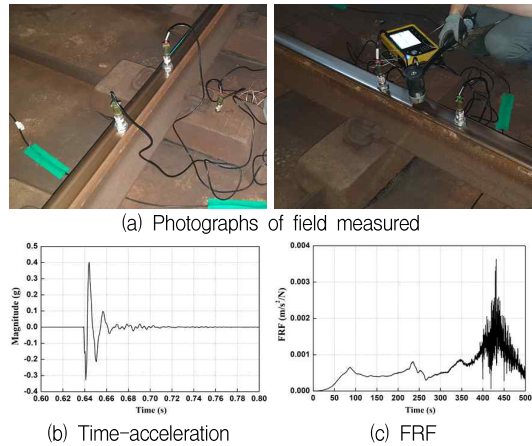 (a) Photographs of field measured
Magnitude (g)
0.5
0.4
0.3
0.2
0.1
0.0
-0.1
-0.2
-0.3
-0.4
0.60 0.62 0.64 0.66 0.68 0.70 0.72 0.74 0.76 0.78 0.80
Time (s)
(b) Time-acceleration
FRF (m/s²/N)
0.004
0.003
0.002
0.001
0.000
0 50 100 150 200 250 300 350 400 450 500
Time (s)
(c) FRF